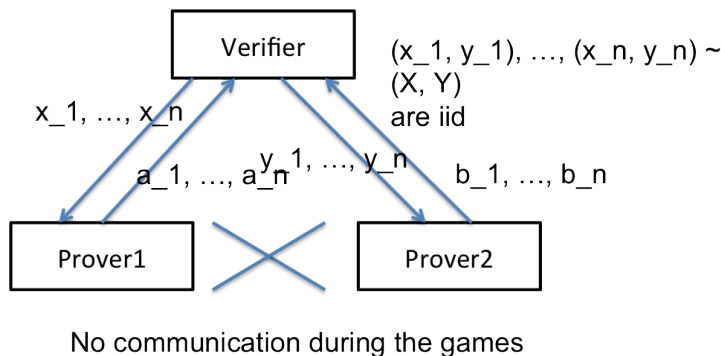 Verifier
(x_1, y_1), …, (x_n, y_n) ~
(X, Y)
are iid
x_1, …, x_n
a_1, …, a_n
y_1, …, y_n
b_1, …, b_n
Prover1
Prover2
No communication during the games